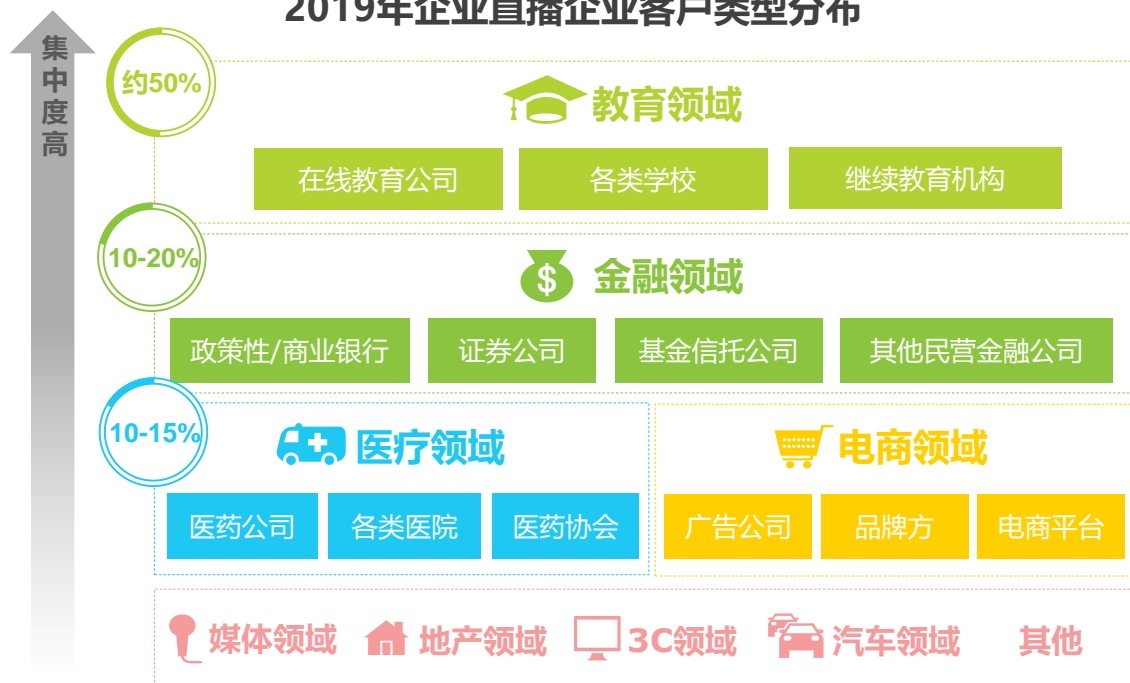 2019年企业直播企业客户类型分布
集中度高
约50%
教育领域
在线教育公司
各类学校
继续教育机构
10-20%
金融领域
政策性/商业银行
证券公司
基金信托公司
其他民营金融公司
10-15%
医疗领域
电商领域
医药公司
各类医院
医药协会
广告公司
品牌方
电商平台
媒体领域
地产领域
3C领域
汽车领域
其他